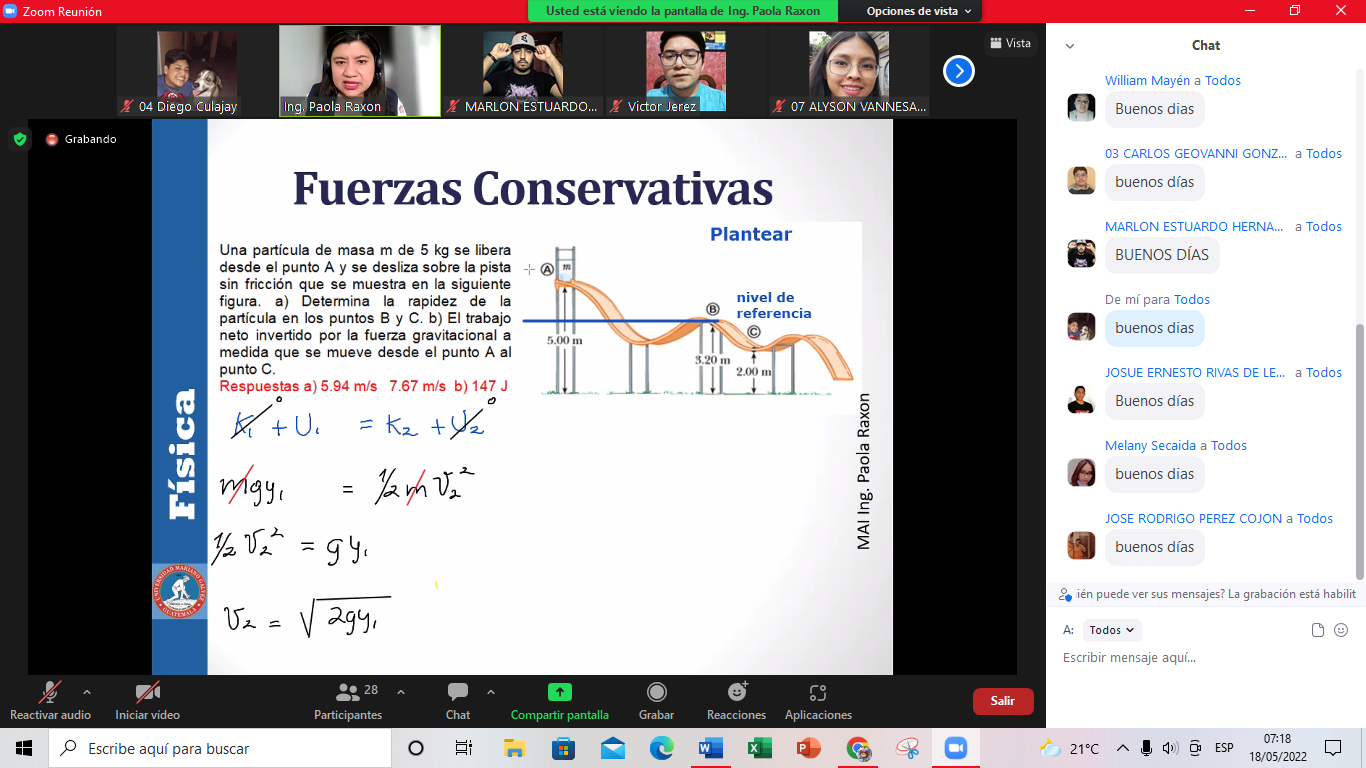 Zoom Reunión
Usted está viendo la pantalla de Ing. Paola Raxon
Opciones de vista
04 Diego Culajay
Ing. Paola Raxon
MARLON ESTUARDO...
Victor Jerez
07 ALYSON VANNESA...
Vista
Grabando
Fuerzas Conservativas
Plantear
Una partícula de masa m de 5 kg se libera
desde el punto A y se desliza sobre la pista
sin fricción que se muestra en la siguiente
figura. a) Determina la rapidez de la
partícula en los puntos B y C. b) El trabajo
neto invertido por la fuerza gravitacional a
medida que se mueve desde el punto A al
punto C.
Respuestas a) 5.94 m/s 7.67 m/s b) 147 J
A
m
B
nivel de
referencia
C
5.00 m
3.20 m
2.00 m
K₁ + U₁ = K₂ + U₂
0
0
mgy₁ = ½ m v₂²
½ v₂² = gy₁
v₂ = √2gy₁
Física
MAI Ing. Paola Raxon
UNIVERSIDAD MARIANO GALVEZ
GUATEMALA
Chat
William Mayén a Todos
Buenos dias
03 CARLOS GEOVANNI GONZ... a Todos
buenos días
MARLON ESTUARDO HERNA... a Todos
BUENOS DÍAS
De mí para Todos
buenos dias
JOSUE ERNESTO RIVAS DE LE... a Todos
Buenos días
Melany Secaida a Todos
buenos dias
JOSE RODRIGO PEREZ COJON a Todos
buenos días
ién puede ver sus mensajes? La grabación está habilit
A: Todos
Escribir mensaje aquí...
Reactivar audio
Iniciar vídeo
Participantes
28
Chat
Compartir pantalla
Grabar
Reacciones
Aplicaciones
Salir
Escribe aquí para buscar
21°C
ESP
07:18
18/05/2022